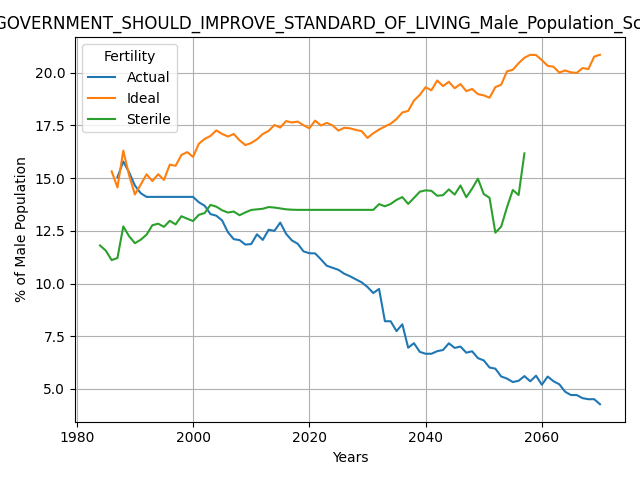 GOVERNMENT_SHOULD_IMPROVE_STANDARD_OF_LIVING_Male_Population_Sc
Fertility
Actual
Ideal
Sterile
20.0
17.5
15.0
12.5
10.0
7.5
5.0
% of Male Population
1980
2000
2020
2040
2060
Years